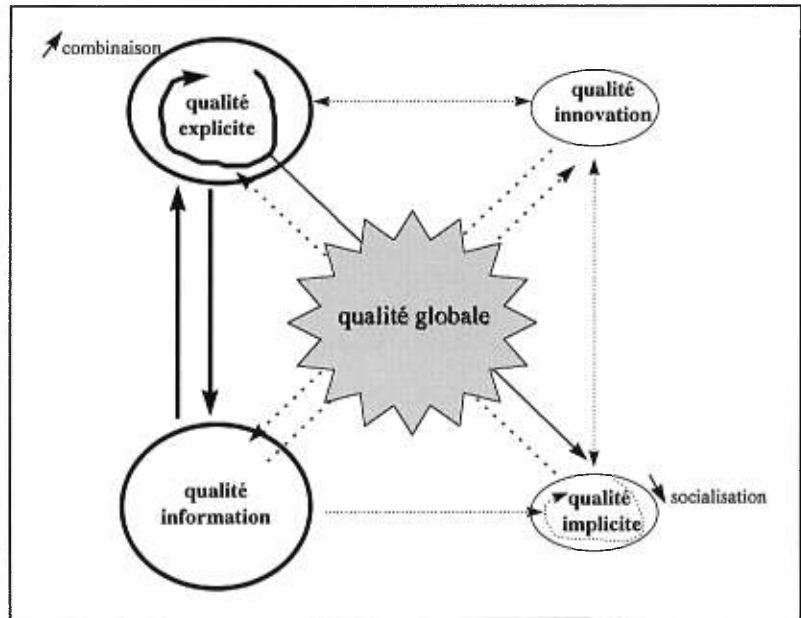 combinaison
qualité
explicite
qualité
innovation
qualité globale
qualité
information
qualité
implicite
socialisation